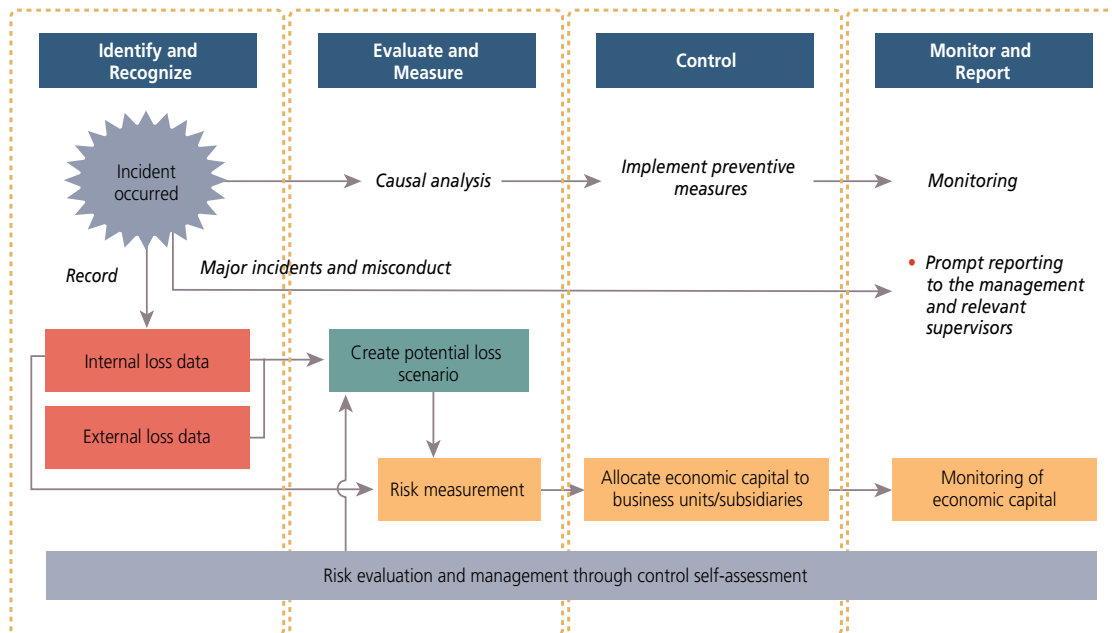 Identify and
Recognize
Evaluate and
Measure
Control
Monitor and
Report
Incident
occurred
Causal analysis
Implement preventive
measures
Monitoring
Record
Major incidents and misconduct
• Prompt reporting
to the management
and relevant
supervisors
Internal loss data
Create potential loss
scenario
External loss data
Risk measurement
Allocate economic capital to
business units/subsidiaries
Monitoring of
economic capital
Risk evaluation and management through control self-assessment